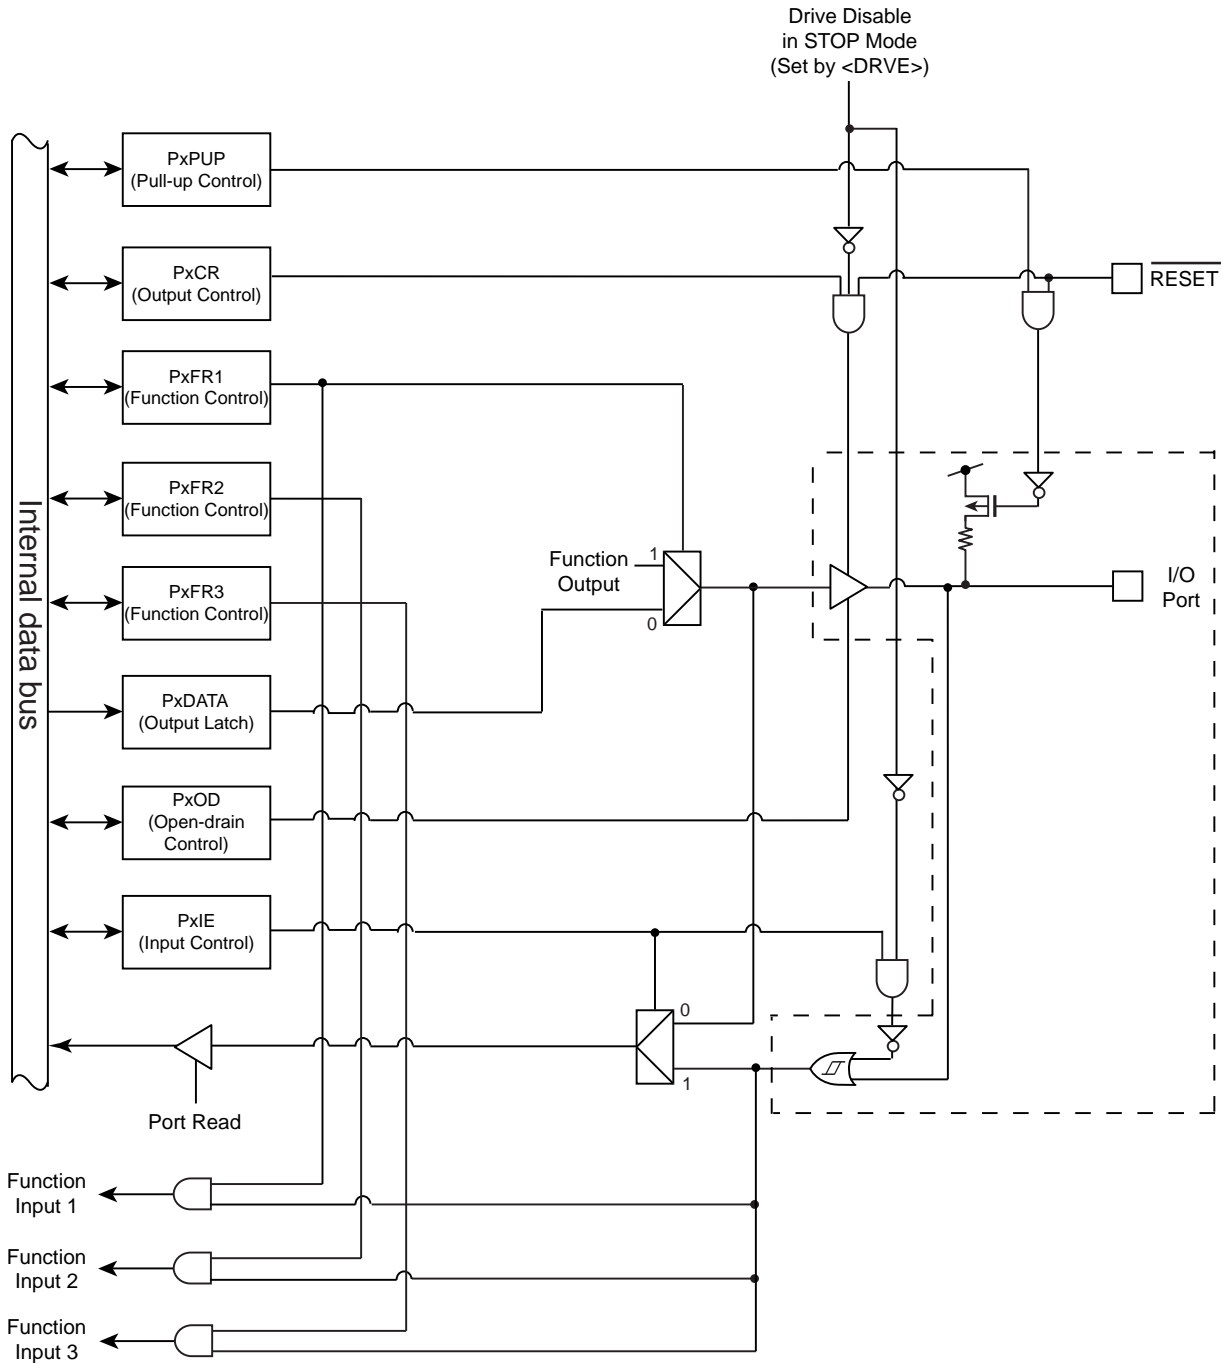 Drive Disable
in STOP Mode
(Set by <DRVE>)
PxPUP
(Pull-up Control)
PxCR
(Output Control)
RESET
PxFR1
(Function Control)
PxFR2
(Function Control)
Internal data bus
1
Function
Output
0
I/O
Port
PxFR3
(Function Control)
PxDATA
(Output Latch)
PxOD
(Open-drain
Control)
PxIE
(Input Control)
0
1
Port Read
Function
Input 1
Function
Input 2
Function
Input 3